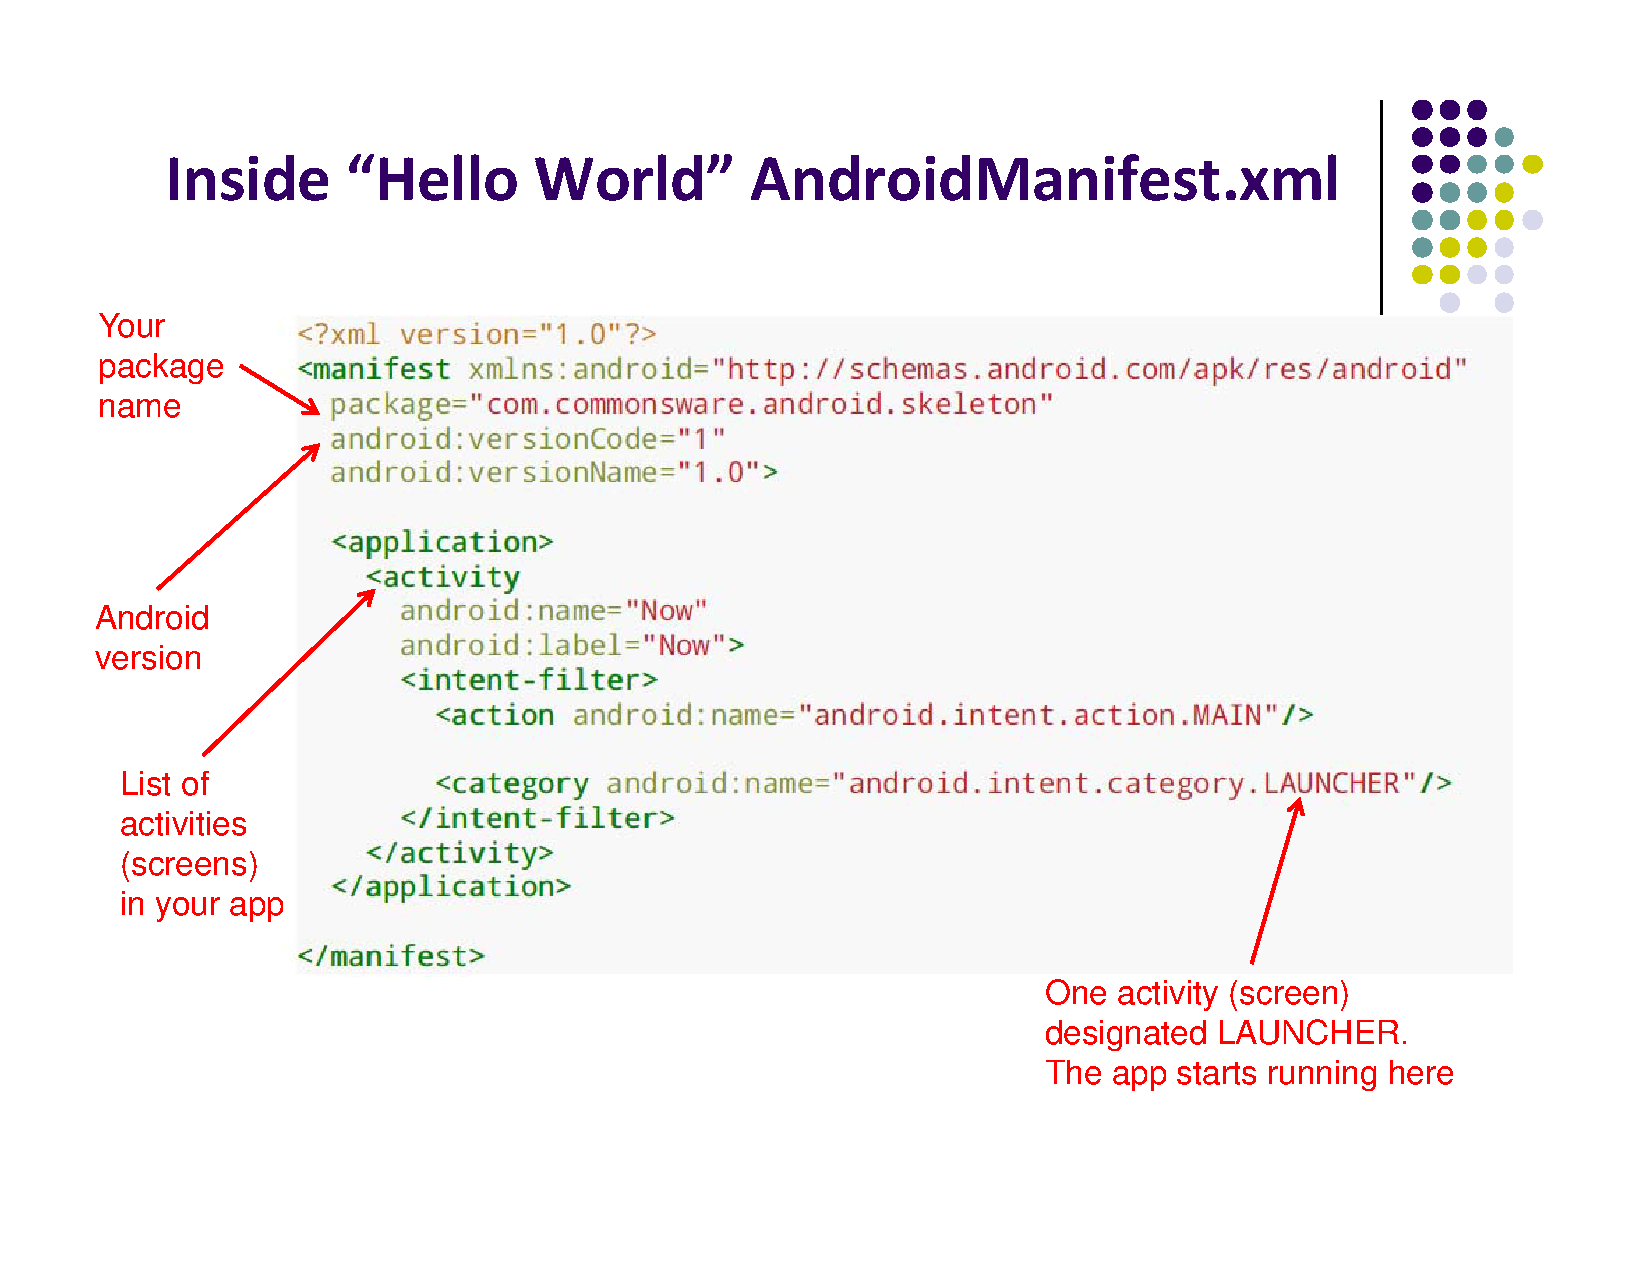 Inside “Hello World” AndroidManifest.xml
Your
package
name
<?xml version="1.0"?>
<manifest xmlns:android="http://schemas.android.com/apk/res/android"
package="com.commonsware.android.skeleton"
android:versionCode="1"
android:versionName="1.0">
<application>
<activity
android:name="Now"
android:label="Now">
<intent-filter>
<action android:name="android.intent.action.MAIN"/>
<category android:name="android.intent.category.LAUNCHER"/>
</intent-filter>
</activity>
</application>
</manifest>
Android
version
List of
activities
(screens)
in your app
One activity (screen)
designated LAUNCHER.
The app starts running here